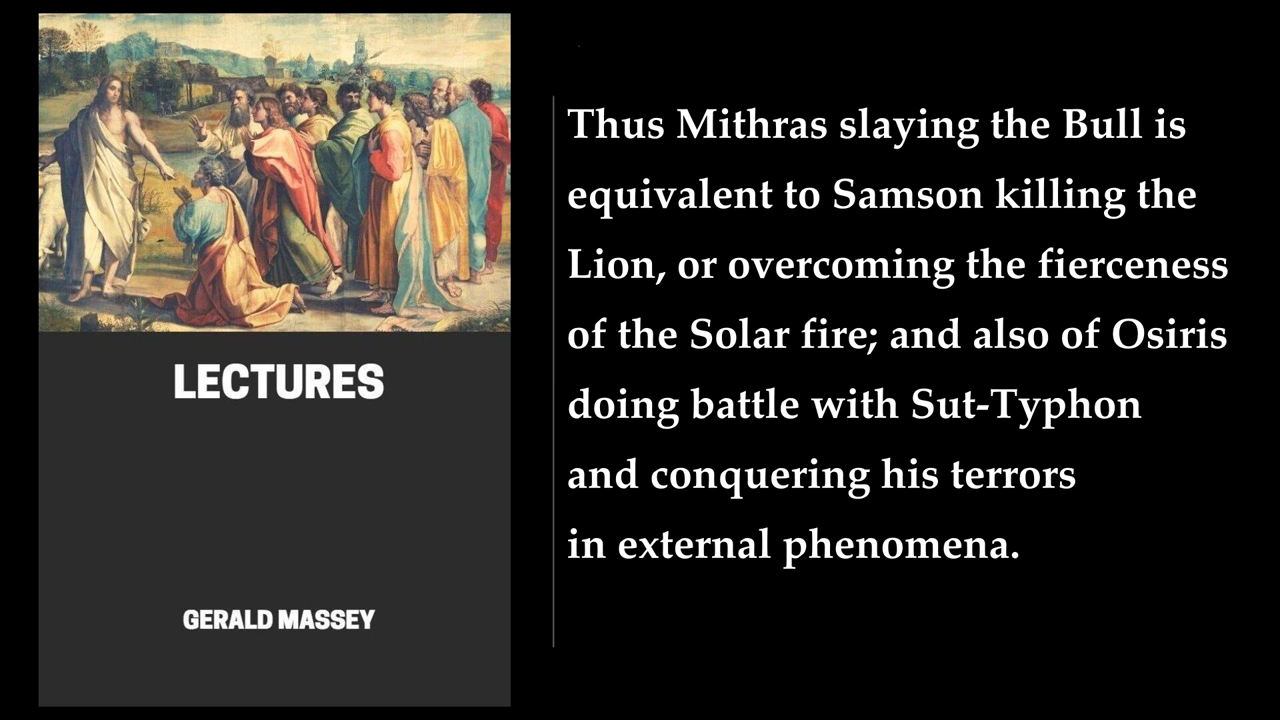 LECTURES
GERALD MASSEY
Thus Mithras slaying the Bull is
equivalent to Samson killing the
Lion, or overcoming the fierceness
of the Solar fire; and also of Osiris
doing battle with Sut-Typhon
and conquering his terrors
in external phenomena.